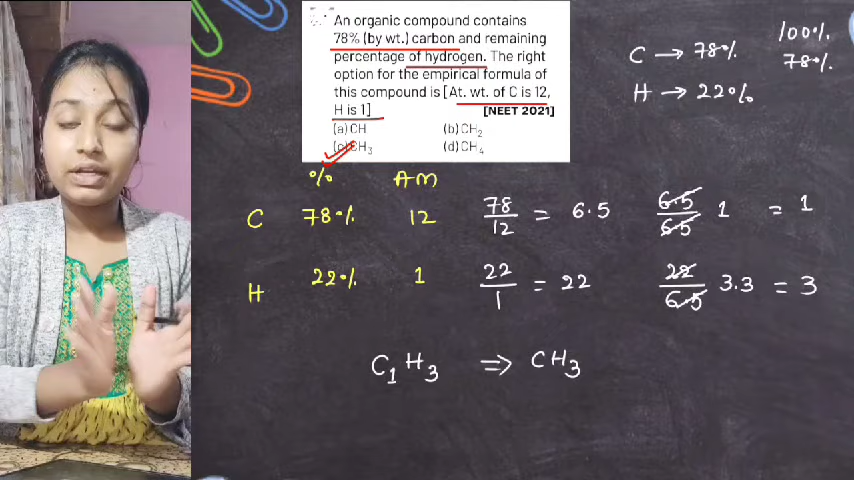 An organic compound contains
78% (by wt.) carbon and remaining
percentage of hydrogen. The right
option for the empirical formula of
this compound is [At. wt. of C is 12,
H is 1] [NEET 2021]
(a) CH (b) CH₂
(c) CH₃ (d) CH₄
100%
C → 78% 78%
H → 22%
% AM
C 78% 12 78/12 = 6.5 6.5/6.5 1 = 1
H 22% 1 22/1 = 22 22/6.5 3.3 = 3
C₁H₃ ⇒ CH₃